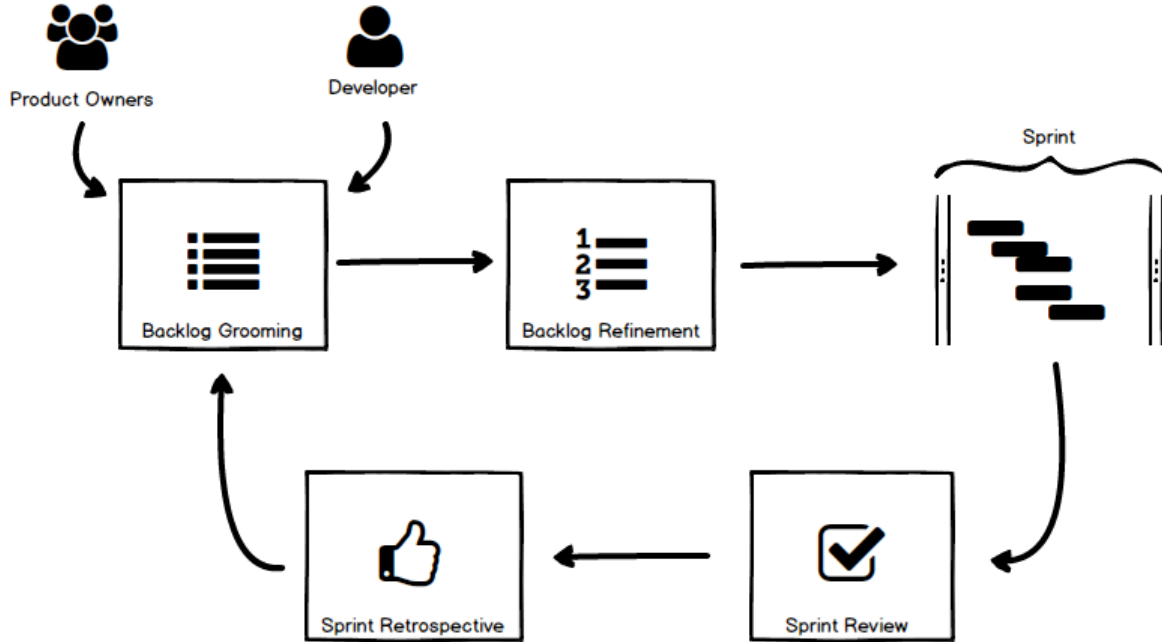 Product Owners
Developer
Sprint
Backlog Grooming
1
2
3
Backlog Refinement
Sprint Retrospective
Sprint Review